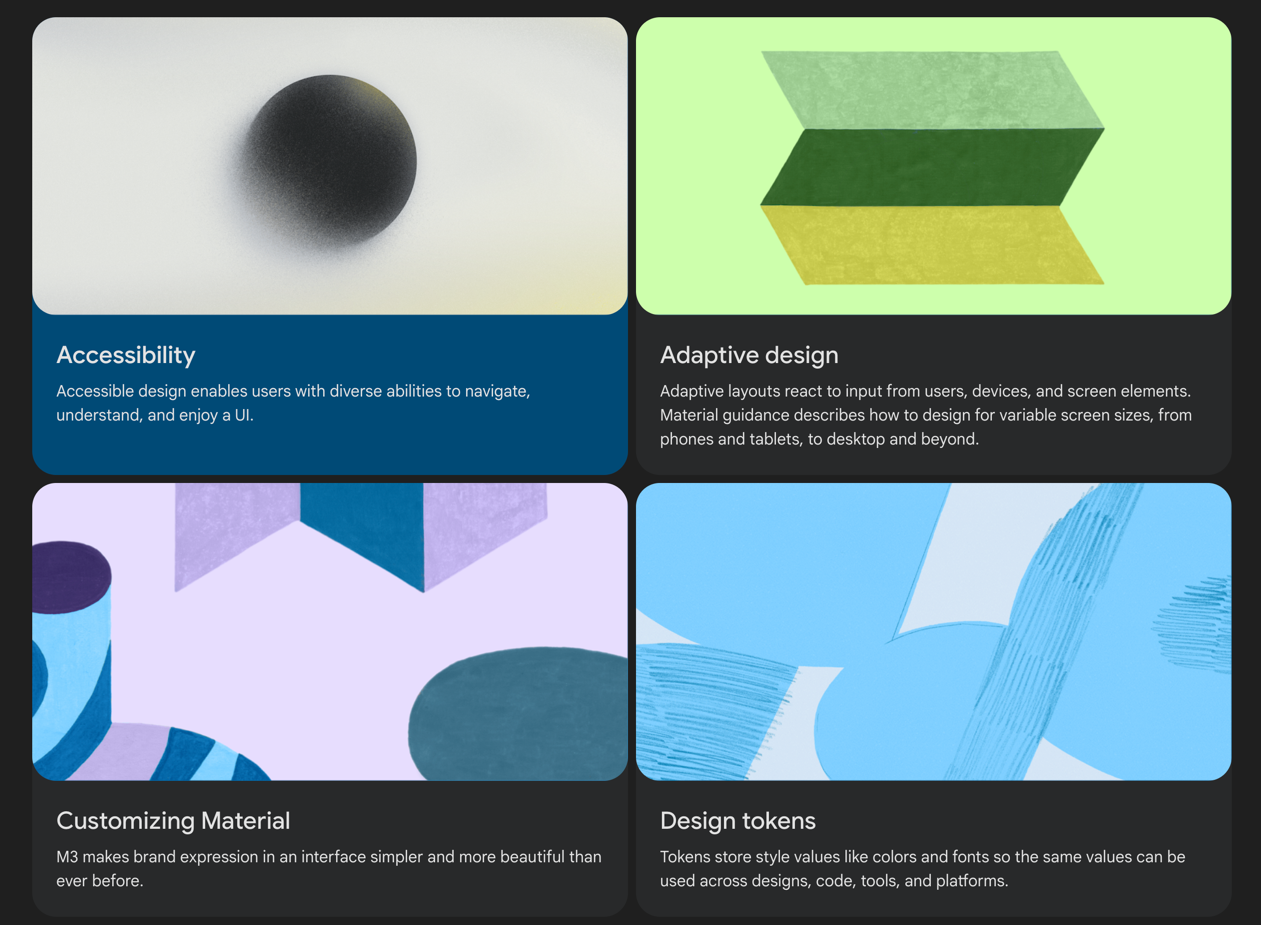 Accessibility
Accessible design enables users with diverse abilities to navigate,
understand, and enjoy a UI.
Adaptive design
Adaptive layouts react to input from users, devices, and screen elements.
Material guidance describes how to design for variable screen sizes, from
phones and tablets, to desktop and beyond.
Customizing Material
M3 makes brand expression in an interface simpler and more beautiful than
ever before.
Design tokens
Tokens store style values like colors and fonts so the same values can be
used across designs, code, tools, and platforms.